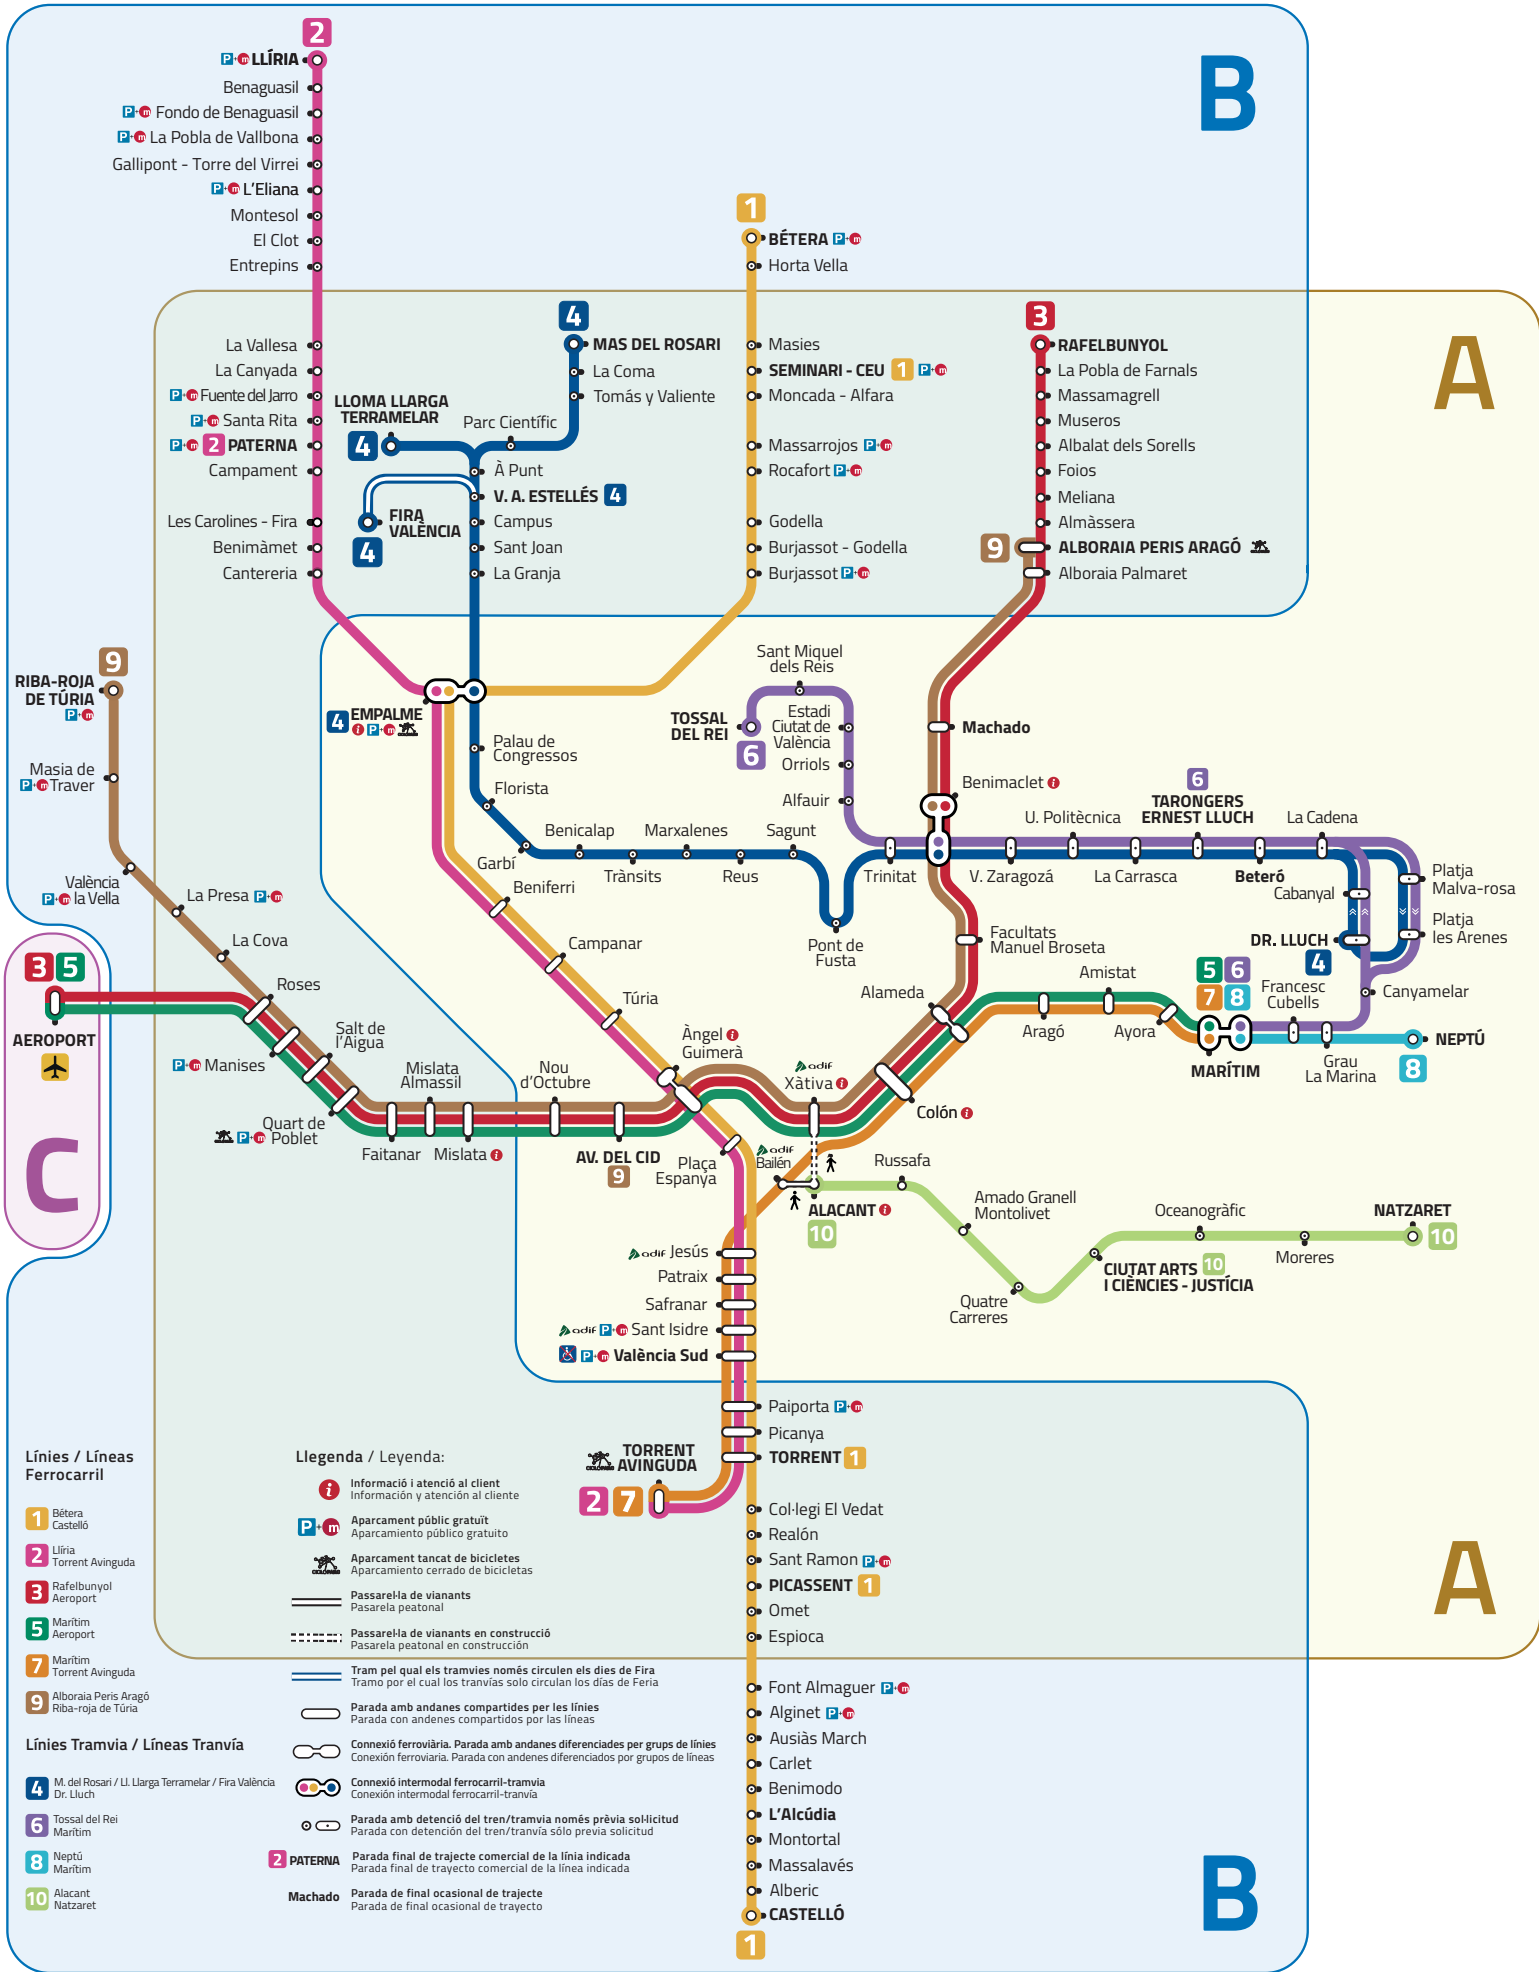 2
LLÍRIA
Benaguasil
Fondo de Benaguasil
La Pobla de Vallbona
Gallipont - Torre del Virrei
L'Eliana
Montesol
El Clot
Entrepins
B
1
BÉTERA
Horta Vella
A
La Vallesa
La Canyada
Fuente del Jarro
Santa Rita
2 PATERNA
Campament
Les Carolines - Fira
Benimàmet
Cantereria
4
MAS DEL ROSARI
La Coma
Tomás y Valiente
LLOMA LLARGA
TERRAMELAR
4
Parc Científic
À Punt
V. A. ESTELLÉS 4
FIRA
VALÈNCIA
4
Campus
Sant Joan
La Granja
Masies
SEMINARI - CEU 1
Moncada - Alfara
Massarrojos
Rocafort
Godella
Burjassot - Godella
Burjassot
3
RAFELBUNYOL
La Pobla de Farnals
Massamagrell
Museros
Albalat dels Sorells
Foios
Meliana
Almàssera
9 ALBORAIA PERIS ARAGÓ
Alboraia Palmaret
9
RIBA-ROJA
DE TÚRIA
Masia de
Traver
València
la Vella
La Presa
La Cova
Roses
Manises
Salt de
l'Aigua
Quart de
Poblet
Faitanar
Mislata
Almassil
Mislata
Nou
d'Octubre
AV. DEL CID
9
3 5
AEROPORT
C
4 EMPALME
Palau de
Congressos
Florista
Garbí
Benicalap
Trànsits
Marxalenes
Reus
Sagunt
Pont de
Fusta
Trinitat
Beniferri
Campanar
Túria
Àngel
Guimerà
Plaça
Espanya
TOSSAL
DEL REI
6
Sant Miquel
dels Reis
Estadi
Ciutat de
València
Orriols
Alfauir
Machado
Benimaclet
V. Zaragozá
U. Politècnica
La Carrasca
6
TARONGERS
ERNEST LLUCH
Beteró
La Cadena
Cabanyal
Platja
Malva-rosa
Platja
les Arenes
DR. LLUCH
4
Canyamelar
Francesc
Cubells
Grau
La Marina
5 6
7 8
MARÍTIM
NEPTÚ
8
Facultats
Manuel Broseta
Alameda
Aragó
Amistat
Ayora
Colón
adif
Xàtiva
adif
Bailén
ALACANT
10
Russafa
Amado Granell
Montolivet
Quatre
Carreres
CIUTAT ARTS 10
I CIÈNCIES - JUSTÍCIA
Oceanogràfic
Moreres
NATZARET
10
adif Jesús
Patraix
Safranar
adif Sant Isidre
València Sud
Paiporta
Picanya
TORRENT 1
TORRENT
AVINGUDA
2 7
Col·legi El Vedat
Realón
Sant Ramon
PICASSENT 1
Omet
Espioca
A
Font Almaguer
Alginet
Ausiàs March
Carlet
Benimodo
L'Alcúdia
Montortal
Massalavés
Alberic
CASTELLÓ
1
B
Línies / Líneas
Ferrocarril
1 Bétera
Castelló
2 Llíria
Torrent Avinguda
3 Rafelbunyol
Aeroport
5 Marítim
Aeroport
7 Marítim
Torrent Avinguda
9 Alboraia Peris Aragó
Riba-roja de Túria
Línies Tramvia / Líneas Tranvía
4 M. del Rosari / Ll. Llarga Terramelar / Fira València
Dr. Lluch
6 Tossal del Rei
Marítim
8 Neptú
Marítim
10 Alacant
Natzaret
Llegenda / Leyenda:
Informació i atenció al client
Información y atención al cliente
P+m Aparcament públic gratuït
Aparcamiento público gratuito
Aparcament tancat de bicicletes
Aparcamiento cerrado de bicicletas
Passarel·la de vianants
Pasarela peatonal
Passarel·la de vianants en construcció
Pasarela peatonal en construcción
Tram pel qual els tramvies només circulen els dies de Fira
Tramo por el cual los tranvías solo circulan los días de Feria
Parada amb andanes compartides per les línies
Parada con andenes compartidos por las líneas
Connexió ferroviària. Parada amb andanes diferenciades per grups de línies
Conexión ferroviaria. Parada con andenes diferenciados por grupos de líneas
Connexió intermodal ferrocarril-tramvia
Conexión intermodal ferrocarril-tranvía
Parada amb detenció del tren/tramvia només prèvia sol·licitud
Parada con detención del tren/tranvía sólo previa solicitud
2 PATERNA Parada final de trajecte comercial de la línia indicada
Parada final de trayecto comercial de la línea indicada
Machado Parada de final ocasional de trajecte
Parada de final ocasional de trayecto